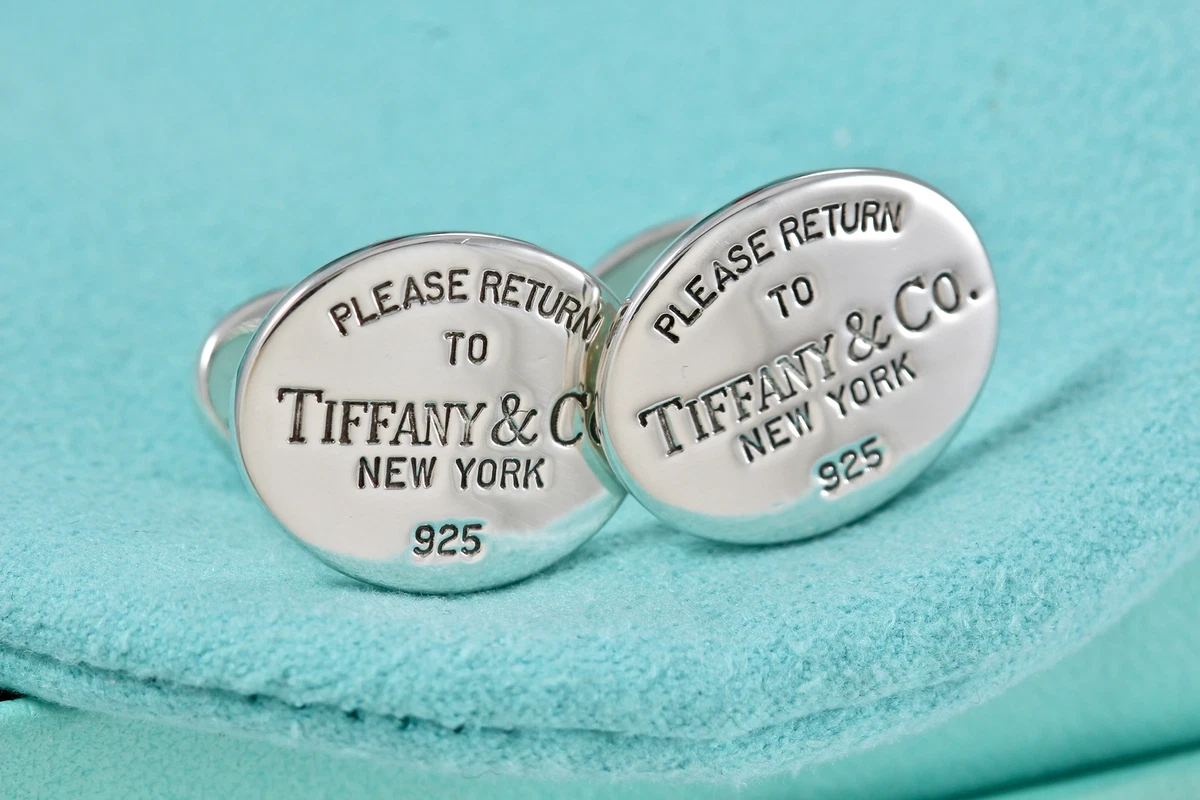 PLEASE RETURN
TO
TIFFANY & C
NEW YORK
925
PLEASE RETURN
TO
TIFFANY & CO.
NEW YORK
925